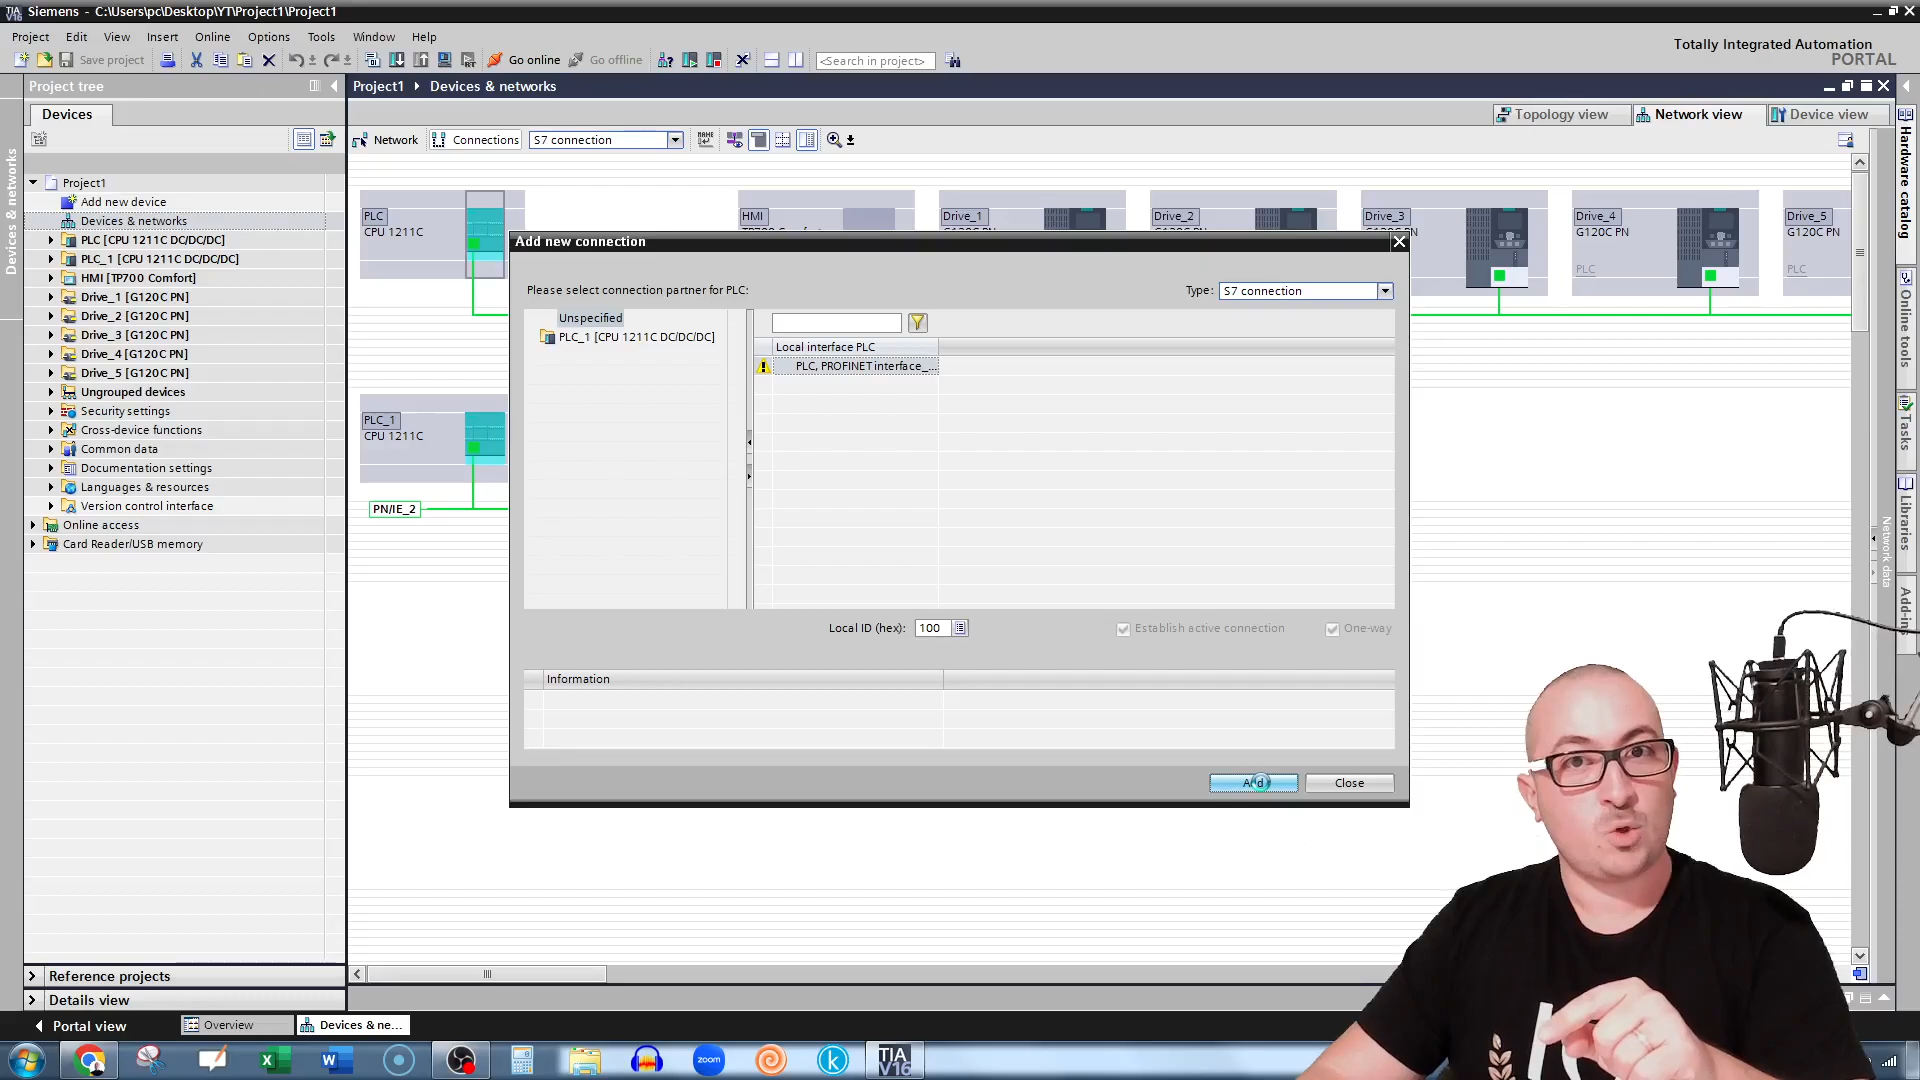 Siemens - C:\Users\pc\Desktop\YT\Project1\Project1
Project Edit View Insert Online Options Tools Window Help
Totally Integrated Automation
PORTAL
Save project
Go online
Go offline
<Search in project>
Project tree
Project1 Devices & networks
Devices
Topology view
Network view
Device view
Network
Connections
S7 connection
Project1
Add new device
Devices & networks
PLC [CPU 1211C DC/DC/DC]
PLC_1 [CPU 1211C DC/DC/DC]
HMI [TP700 Comfort]
Drive_1 [G120C PN]
Drive_2 [G120C PN]
Drive_3 [G120C PN]
Drive_4 [G120C PN]
Drive_5 [G120C PN]
Ungrouped devices
Security settings
Cross-device functions
Common data
Documentation settings
Languages & resources
Version control interface
Online access
Card Reader/USB memory
Reference projects
Details view
Devices & networks
PLC
CPU 1211C
HMI
Drive_1
Drive_2
Drive_3
G120C PN
Drive_4
G120C PN
PLC
Drive_5
G120C PN
PLC
PLC_1
CPU 1211C
PN/IE_2
Add new connection
Please select connection partner for PLC:
Type:
S7 connection
Unspecified
PLC_1 [CPU 1211C DC/DC/DC]
Local interface PLC
PLC, PROFINET interface_...
Local ID (hex):
100
Establish active connection
One-way
Information
Add
Close
Hardware catalog
Online tools
Tasks
Libraries
Add-ins
Network data
Portal view
Overview
Devices & ne...
zoom
TIA
V16